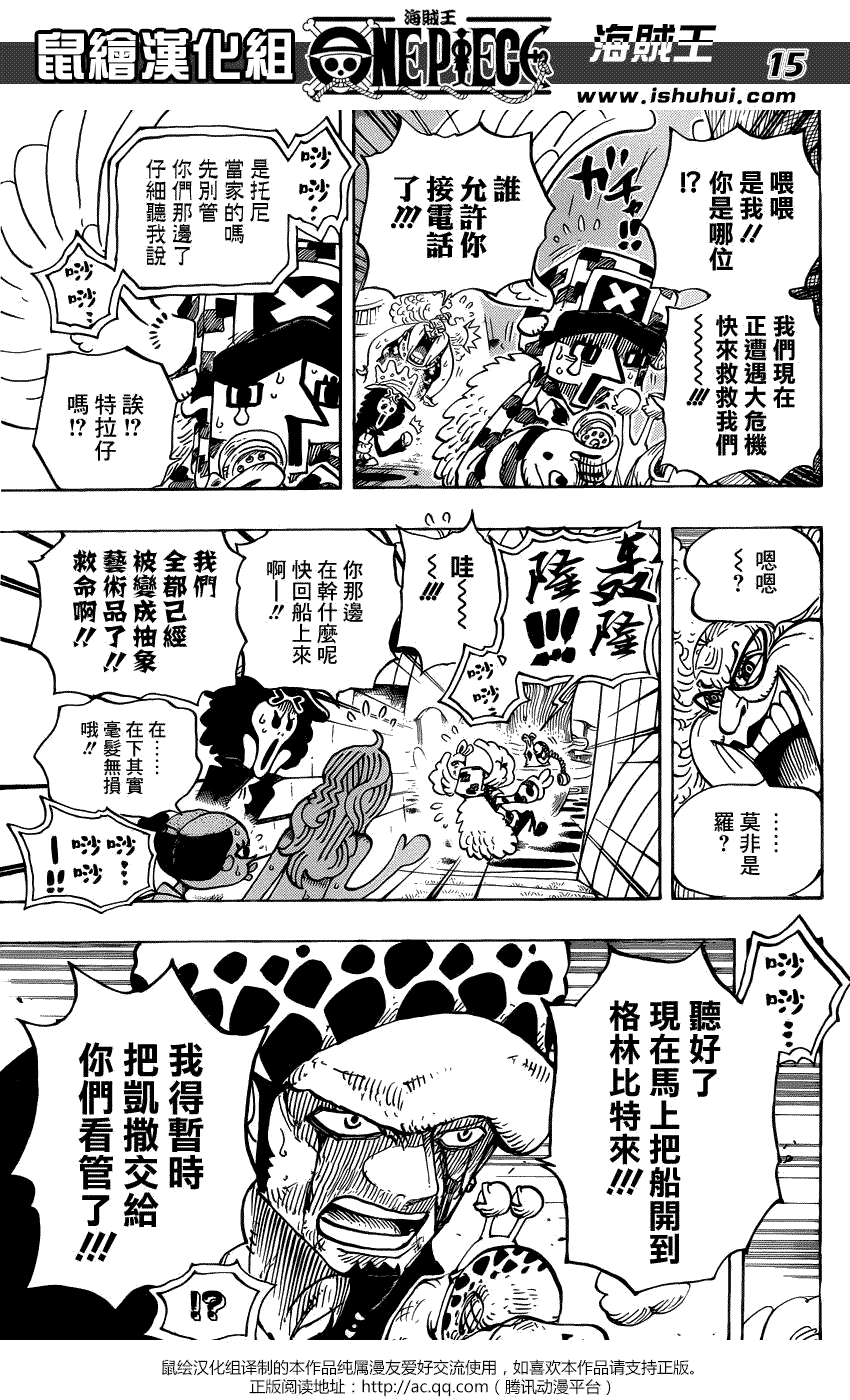 鼠繪漢化組
海賊王
ONE PIECE
海賊王
15
www.ishuhui.com
喂喂
是我!!
你是哪位
!?
我們現在
正遭遇大危機
快來救救我們
～～～!!!
ガチャ!!
誰
允許你
接電話
了!!!
唦
唦…
是托尼
當家的嗎
先別管
你們那邊了
仔細聽我說
唦
唦…
誒!?
特拉仔
嗎!?
嗯嗯
～?
……
莫非是
羅?
轟隆
隆!!!
哇
～～!!!
唦
唦…
你那邊
在幹什麼呢
快回船上來
啊—!!
我們
全都已經
被變成抽象
藝術品了!!
救命啊!!
在……
在下其實
毫髮無損
哦!!
唦唦…
唦唦—!!
唦
唦…
聽好了
現在馬上把船開到
格林比特來!!!
我得暫時
把凱撒交給
你們看管了!!!
!?
鼠绘汉化组译制的本作品纯属漫友爱好交流使用，如喜欢本作品请支持正版。
正版阅读地址：http://ac.qq.com（腾讯动漫平台）